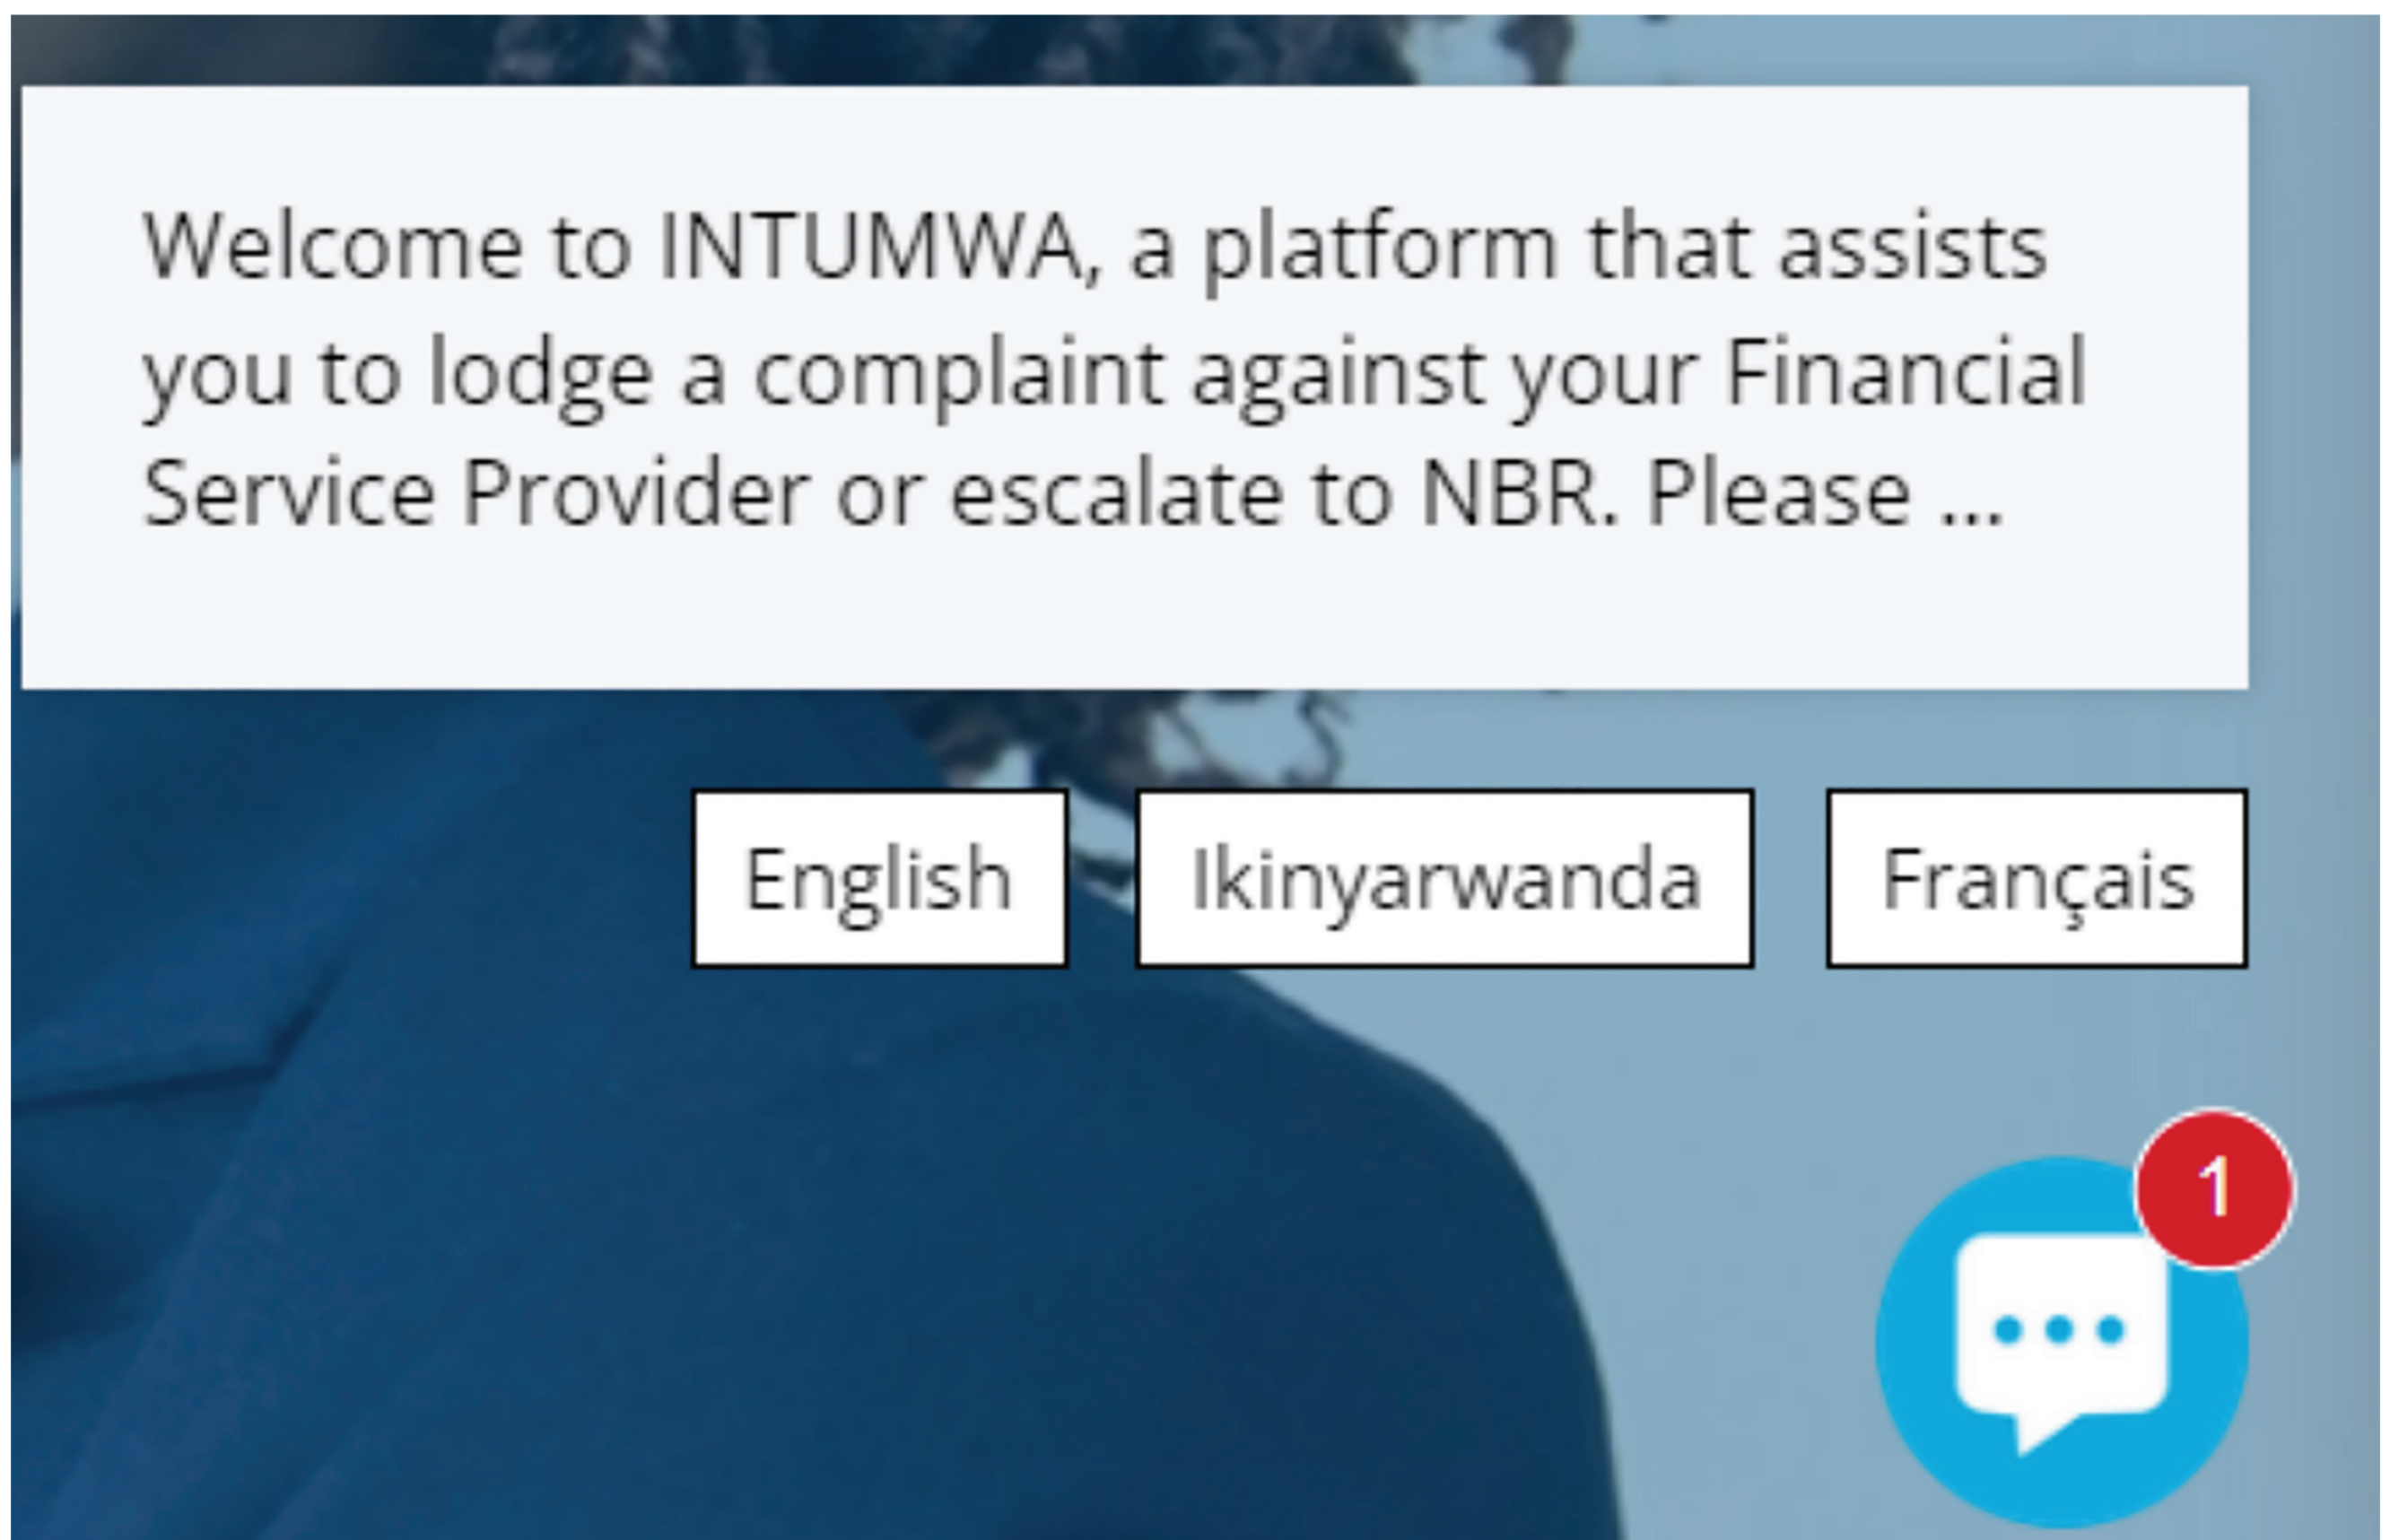 Welcome to INTUMWA, a platform that assists
you to lodge a complaint against your Financial
Service Provider or escalate to NBR. Please ...
English
Ikinyarwanda
Français
1